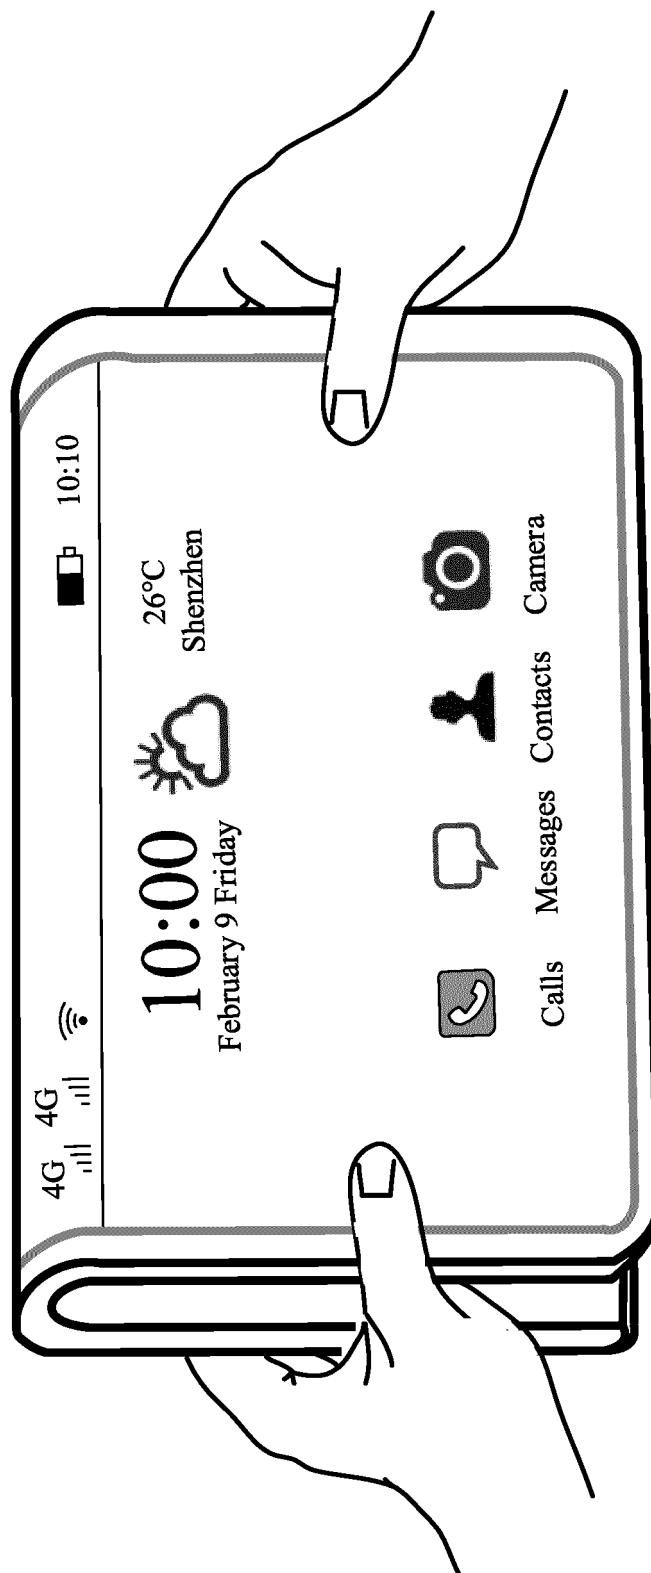 4G 4G 10:10
10:00
February 9 Friday
26°C
Shenzhen
Calls Messages Contacts Camera